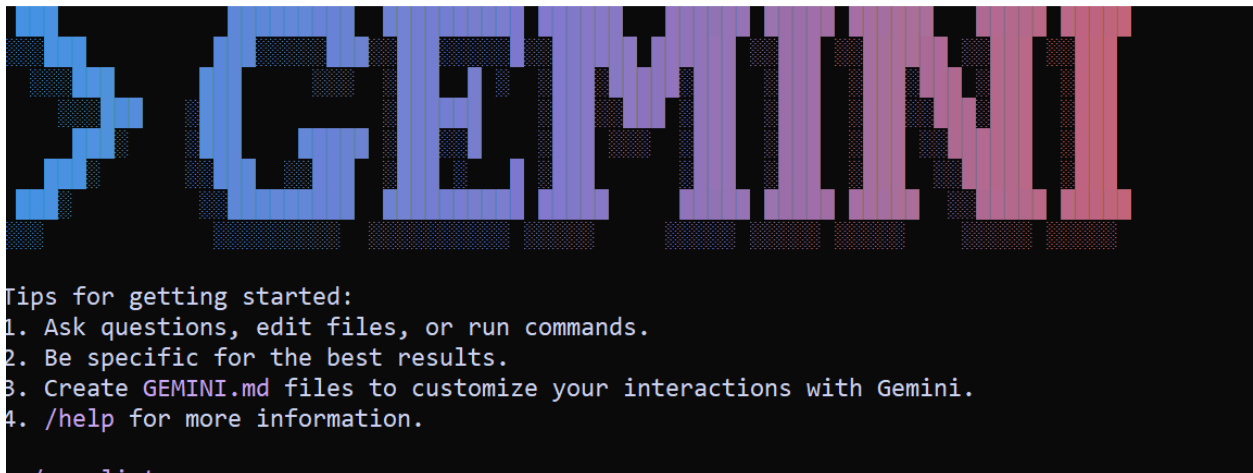 > GEMINI
Tips for getting started:
1. Ask questions, edit files, or run commands.
2. Be specific for the best results.
3. Create GEMINI.md files to customize your interactions with Gemini.
4. /help for more information.